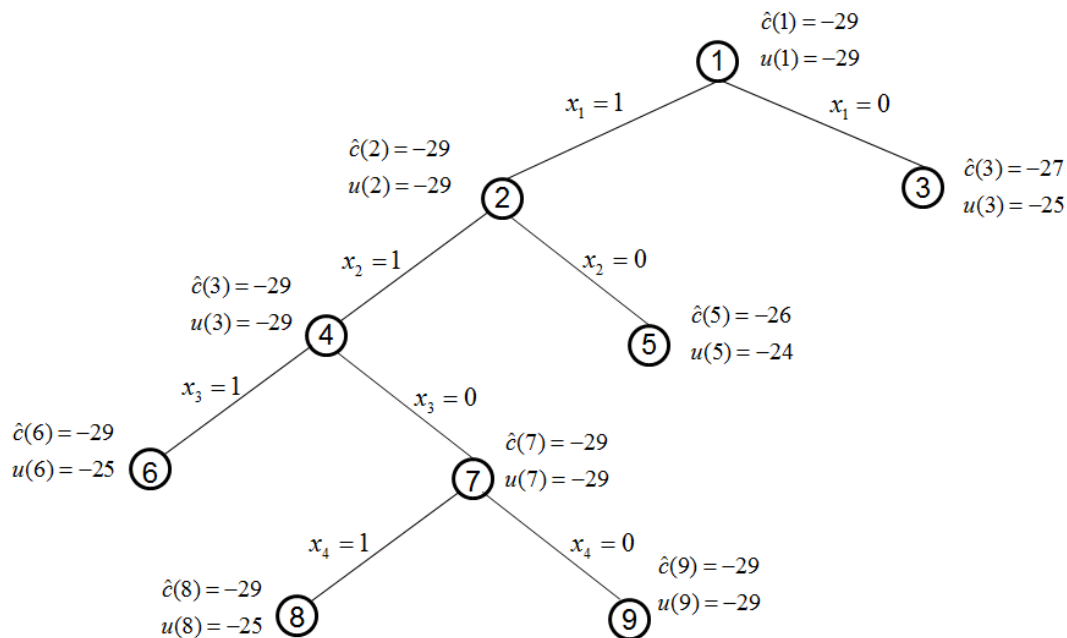 ĉ(1) = −29
u(1) = −29
1
x₁ = 1
x₁ = 0
ĉ(2) = −29
u(2) = −29
2
3
ĉ(3) = −27
u(3) = −25
x₂ = 1
x₂ = 0
ĉ(3) = −29
u(3) = −29
4
5
ĉ(5) = −26
u(5) = −24
x₃ = 1
x₃ = 0
ĉ(6) = −29
u(6) = −25
6
7
ĉ(7) = −29
u(7) = −29
x₄ = 1
x₄ = 0
ĉ(8) = −29
u(8) = −25
8
9
ĉ(9) = −29
u(9) = −29